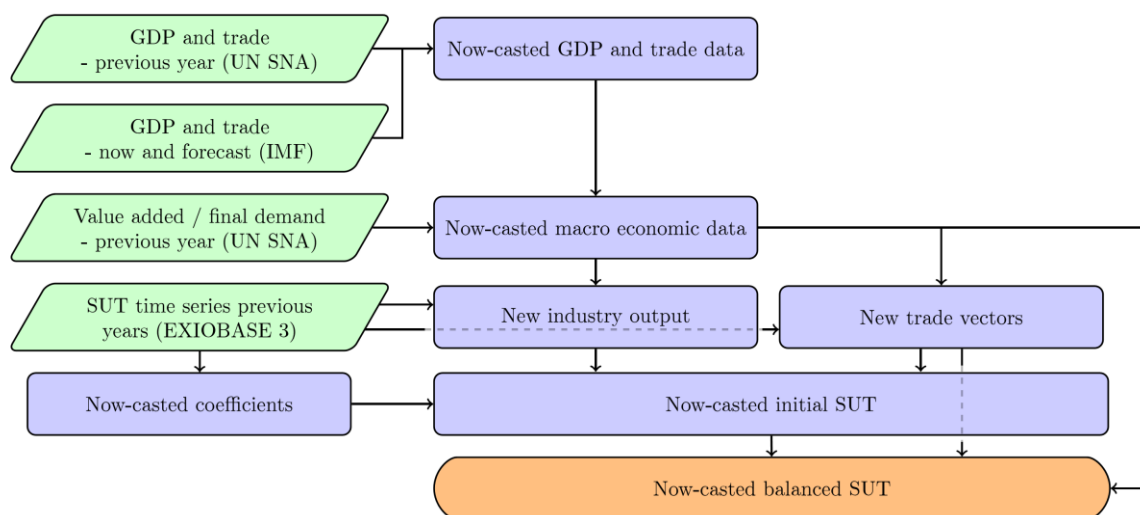 GDP and trade
- previous year (UN SNA)
Now-casted GDP and trade data
GDP and trade
- now and forecast (IMF)
Value added / final demand
- previous year (UN SNA)
Now-casted macro economic data
SUT time series previous
years (EXIOBASE 3)
New industry output
New trade vectors
Now-casted coefficients
Now-casted initial SUT
Now-casted balanced SUT